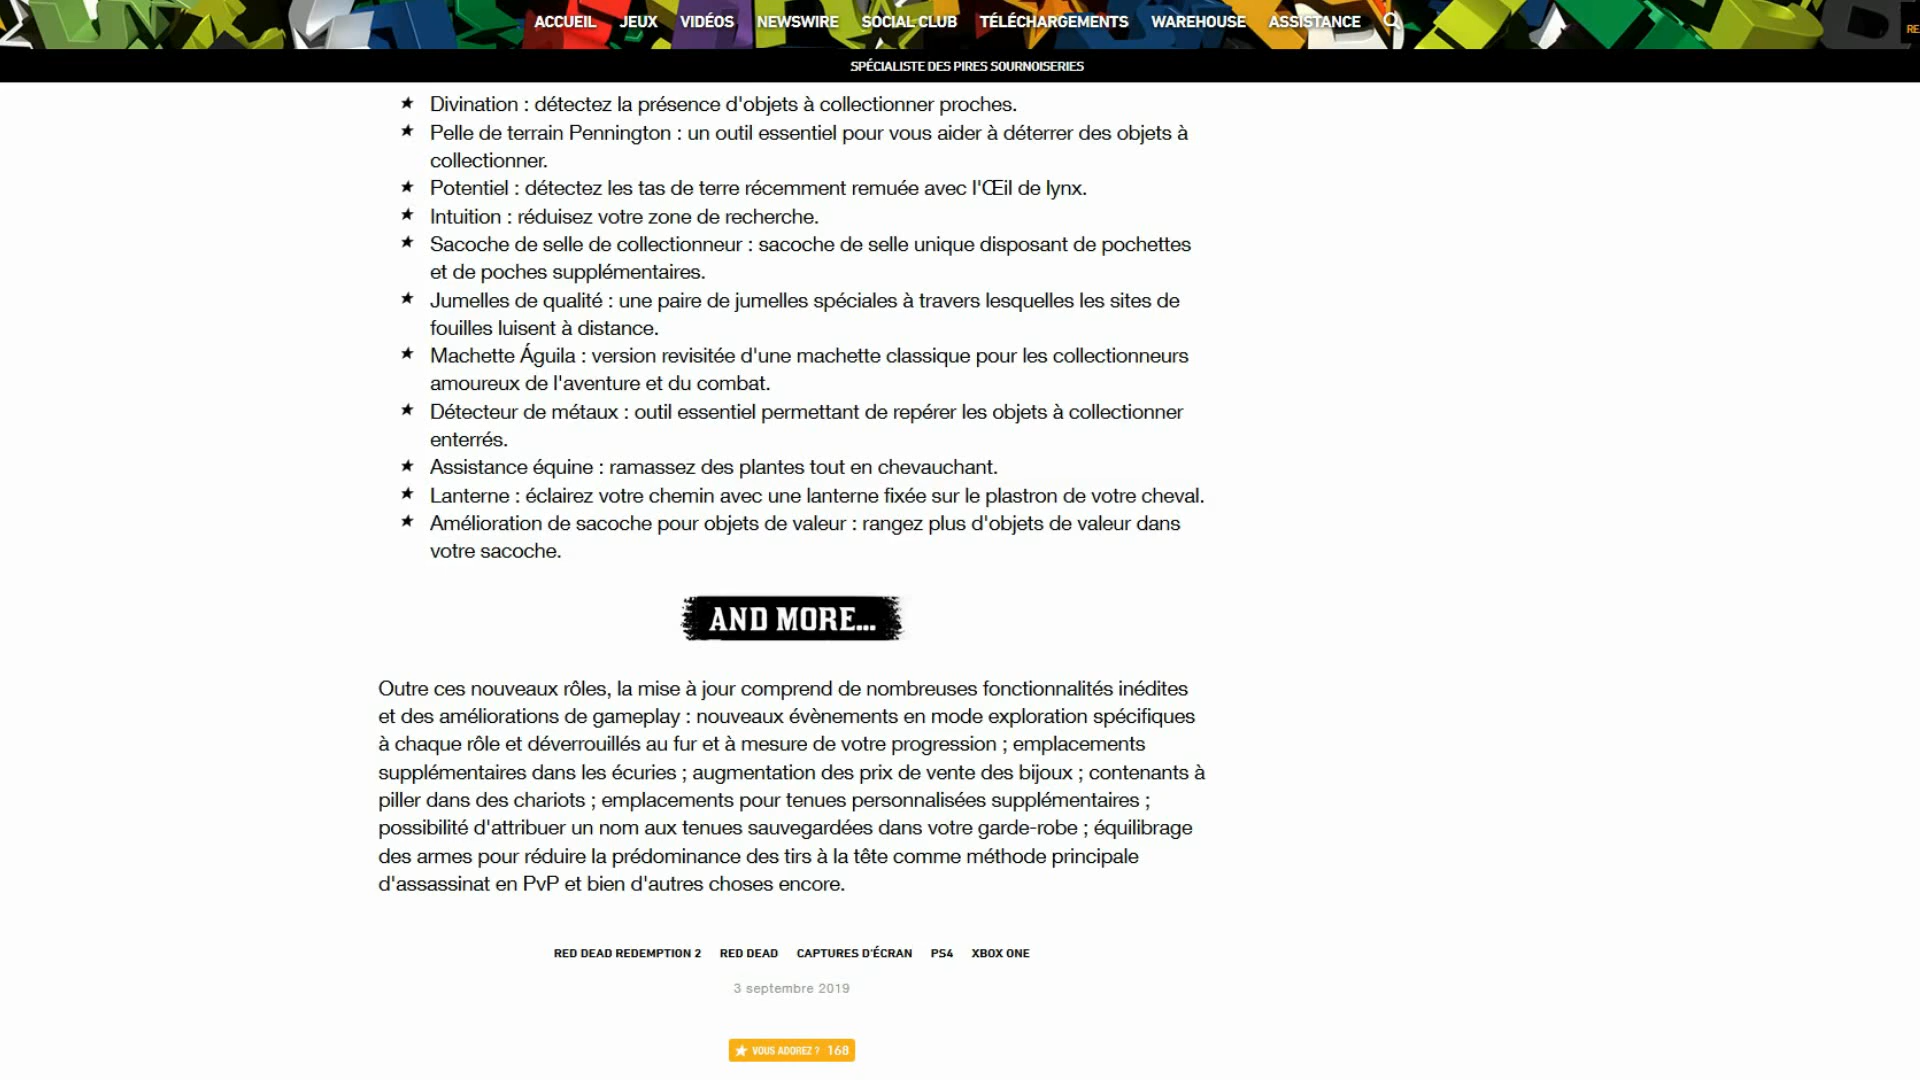 ACCUEIL JEUX VIDÉOS NEWSWIRE SOCIAL CLUB TÉLÉCHARGEMENTS WAREHOUSE ASSISTANCE
RE
SPÉCIALISTE DES PIRES SOURNOISERIES
Divination : détectez la présence d'objets à collectionner proches.
Pelle de terrain Pennington : un outil essentiel pour vous aider à déterrer des objets à
collectionner.
Potentiel : détectez les tas de terre récemment remuée avec l'Œil de lynx.
Intuition : réduisez votre zone de recherche.
Sacoche de selle de collectionneur : sacoche de selle unique disposant de pochettes
et de poches supplémentaires.
Jumelles de qualité : une paire de jumelles spéciales à travers lesquelles les sites de
fouilles luisent à distance.
Machette Águila : version revisitée d'une machette classique pour les collectionneurs
amoureux de l'aventure et du combat.
Détecteur de métaux : outil essentiel permettant de repérer les objets à collectionner
enterrés.
Assistance équine : ramassez des plantes tout en chevauchant.
Lanterne : éclairez votre chemin avec une lanterne fixée sur le plastron de votre cheval.
Amélioration de sacoche pour objets de valeur : rangez plus d'objets de valeur dans
votre sacoche.
AND MORE...
Outre ces nouveaux rôles, la mise à jour comprend de nombreuses fonctionnalités inédites
et des améliorations de gameplay : nouveaux évènements en mode exploration spécifiques
à chaque rôle et déverrouillés au fur et à mesure de votre progression ; emplacements
supplémentaires dans les écuries ; augmentation des prix de vente des bijoux ; contenants à
piller dans des chariots ; emplacements pour tenues personnalisées supplémentaires ;
possibilité d'attribuer un nom aux tenues sauvegardées dans votre garde-robe ; équilibrage
des armes pour réduire la prédominance des tirs à la tête comme méthode principale
d'assassinat en PvP et bien d'autres choses encore.
RED DEAD REDEMPTION 2 RED DEAD CAPTURES D'ÉCRAN PS4 XBOX ONE
3 septembre 2019
VOUS ADOREZ ? 168